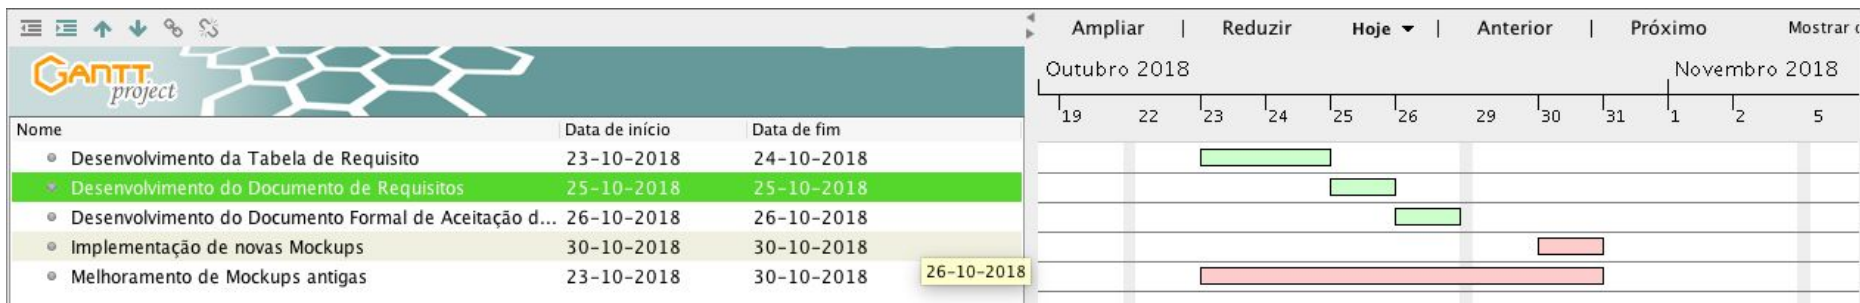 Ampliar | Reduzir Hoje | Anterior | Próximo Mostrar
GANTT project
Outubro 2018 Novembro 2018
19 22 23 24 25 26 29 30 31 1 2 5
Nome Data de início Data de fim
Desenvolvimento da Tabela de Requisito 23-10-2018 24-10-2018
Desenvolvimento do Documento de Requisitos 25-10-2018 25-10-2018
Desenvolvimento do Documento Formal de Aceitação d... 26-10-2018 26-10-2018
Implementação de novas Mockups 30-10-2018 30-10-2018
Melhoramento de Mockups antigas 23-10-2018 30-10-2018
26-10-2018